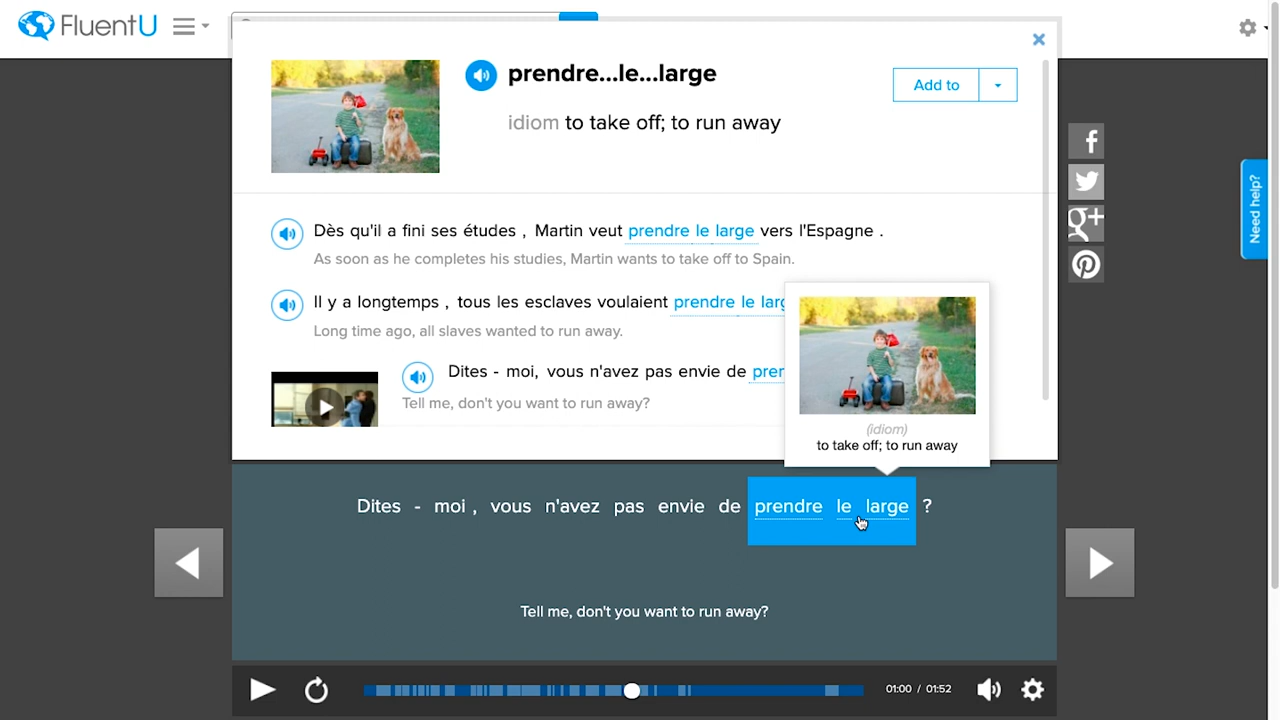 FluentU
prendre...le...large
Add to
idiom to take off; to run away
Dès qu'il a fini ses études , Martin veut prendre le large vers l'Espagne .
As soon as he completes his studies, Martin wants to take off to Spain.
Il y a longtemps , tous les esclaves voulaient prendre le larg
Long time ago, all slaves wanted to run away.
Dites - moi, vous n'avez pas envie de pren
Tell me, don't you want to run away?
(idiom)
to take off; to run away
Dites - moi , vous n'avez pas envie de prendre le large ?
Tell me, don't you want to run away?
01:00 / 01:52
f
g+
Need help?